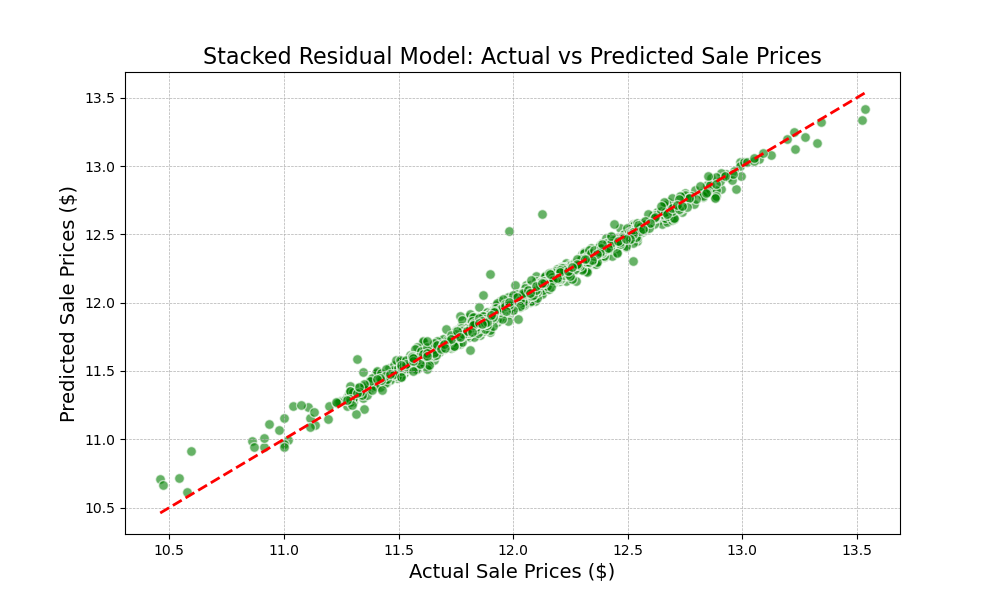 Stacked Residual Model: Actual vs Predicted Sale Prices
Predicted Sale Prices ($)
13.5
13.0
12.5
12.0
11.5
11.0
10.5
10.5 11.0 11.5 12.0 12.5 13.0 13.5
Actual Sale Prices ($)